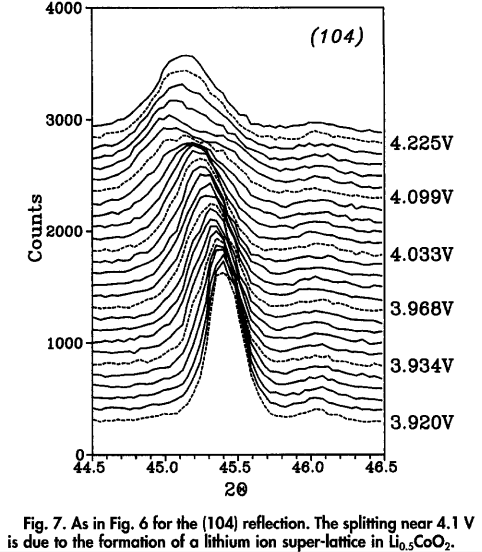 4000
(104)
3000
4.225V
4.099V
Counts
2000
4.033V
3.968V
1000
3.934V
3.920V
0
44.5 45.0 45.5 46.0 46.5
2θ
Fig. 7. As in Fig. 6 for the (104) reflection. The splitting near 4.1 V
is due to the formation of a lithium ion super-lattice in Li0.5CoO2.